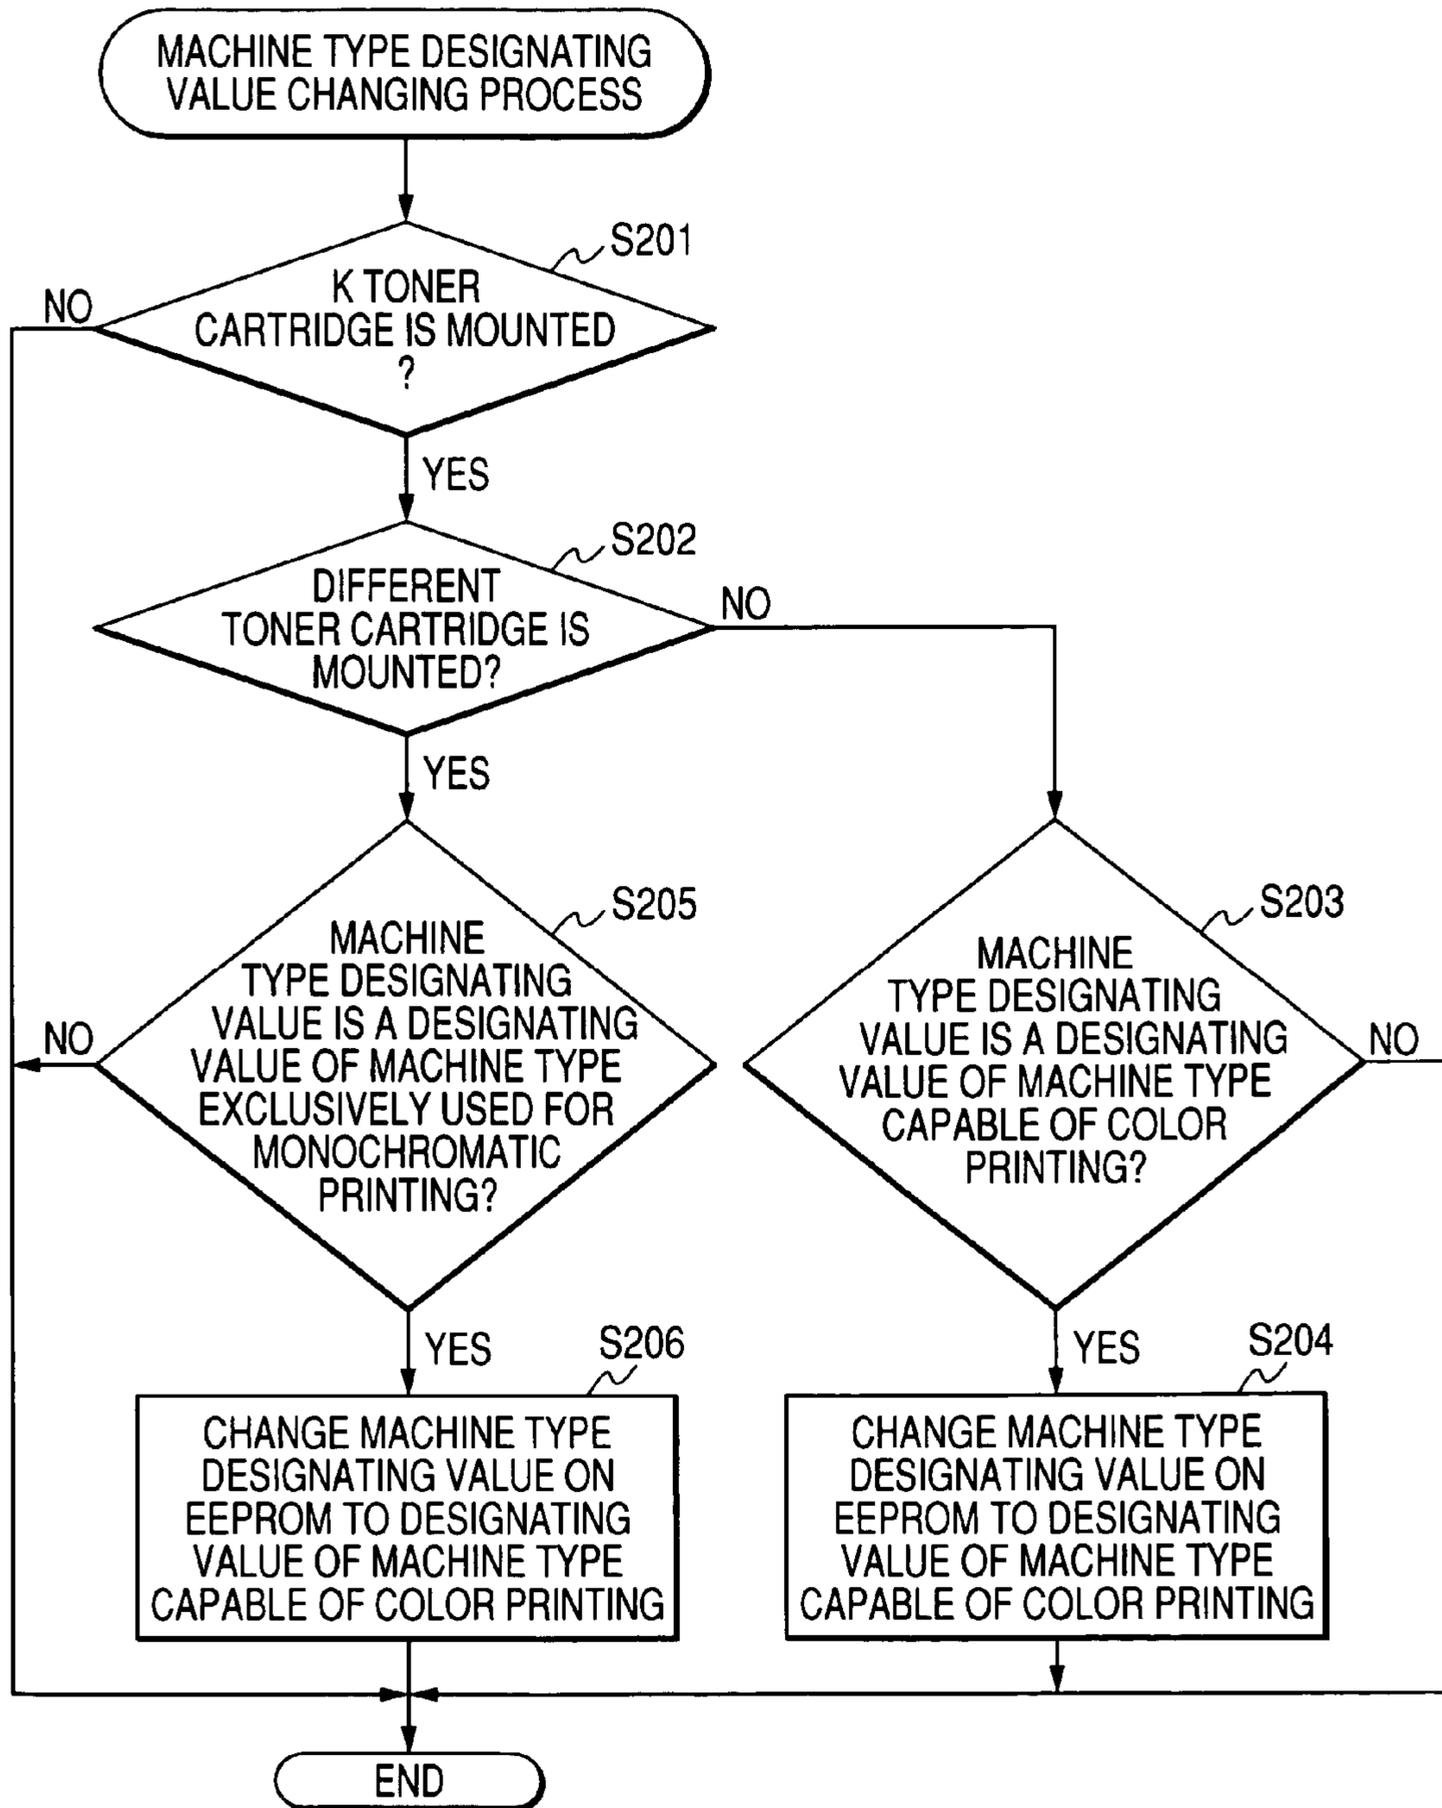 MACHINE TYPE DESIGNATING
VALUE CHANGING PROCESS
S201
K TONER
CARTRIDGE IS MOUNTED
?
NO
YES
S202
DIFFERENT
TONER CARTRIDGE IS
MOUNTED?
NO
YES
S205
MACHINE
TYPE DESIGNATING
VALUE IS A DESIGNATING
VALUE OF MACHINE TYPE
EXCLUSIVELY USED FOR
MONOCHROMATIC
PRINTING?
NO
YES
S203
MACHINE
TYPE DESIGNATING
VALUE IS A DESIGNATING
VALUE OF MACHINE TYPE
CAPABLE OF COLOR
PRINTING?
NO
YES
S206
CHANGE MACHINE TYPE
DESIGNATING VALUE ON
EEPROM TO DESIGNATING
VALUE OF MACHINE TYPE
CAPABLE OF COLOR PRINTING
S204
CHANGE MACHINE TYPE
DESIGNATING VALUE ON
EEPROM TO DESIGNATING
VALUE OF MACHINE TYPE
CAPABLE OF COLOR PRINTING
END